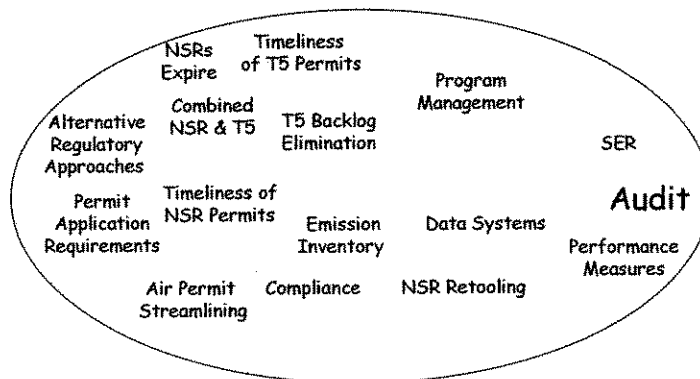 NSRs
Expire
Timeliness
of T5 Permits
Program
Management
Combined
NSR & T5
Alternative
Regulatory
Approaches
T5 Backlog
Elimination
SER
Permit
Application
Requirements
Timeliness of
NSR Permits
Audit
Emission
Inventory
Data Systems
Performance
Measures
Air Permit
Streamlining
Compliance
NSR Retooling